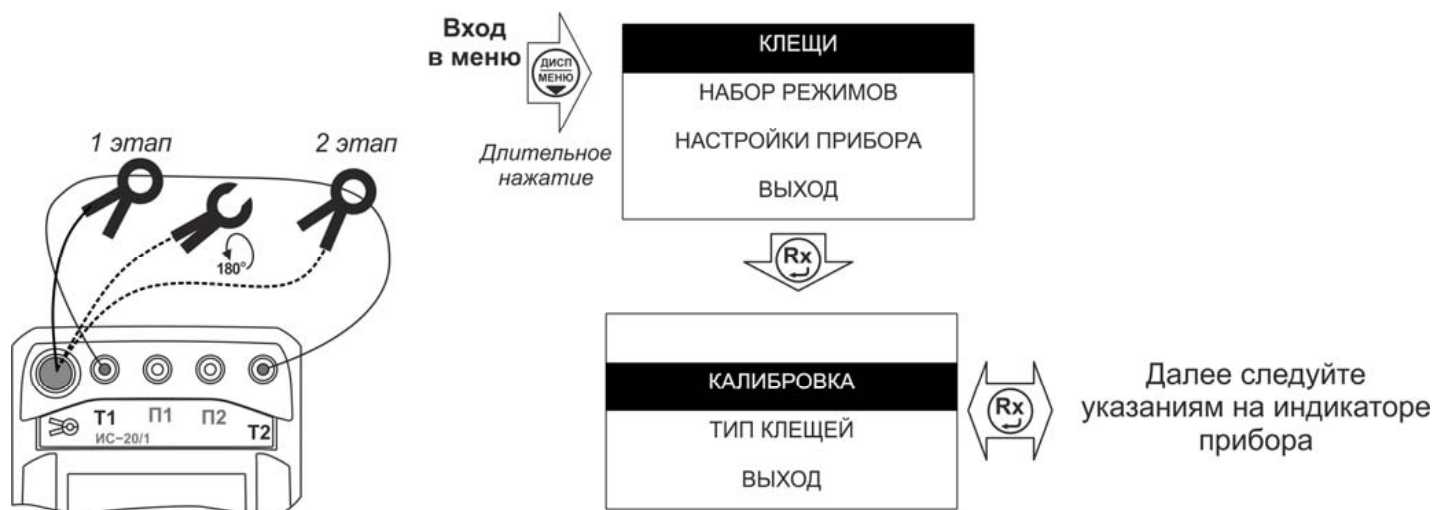 Вход
в меню
ДИСП
МЕНЮ
Длительное
нажатие
КЛЕЩИ
НАБОР РЕЖИМОВ
НАСТРОЙКИ ПРИБОРА
ВЫХОД
1 этап
2 этап
180°
Rx
T1
П1
П2
T2
ИС-20/1
КАЛИБРОВКА
ТИП КЛЕЩЕЙ
ВЫХОД
Rx
Далее следуйте
указаниям на индикаторе
прибора